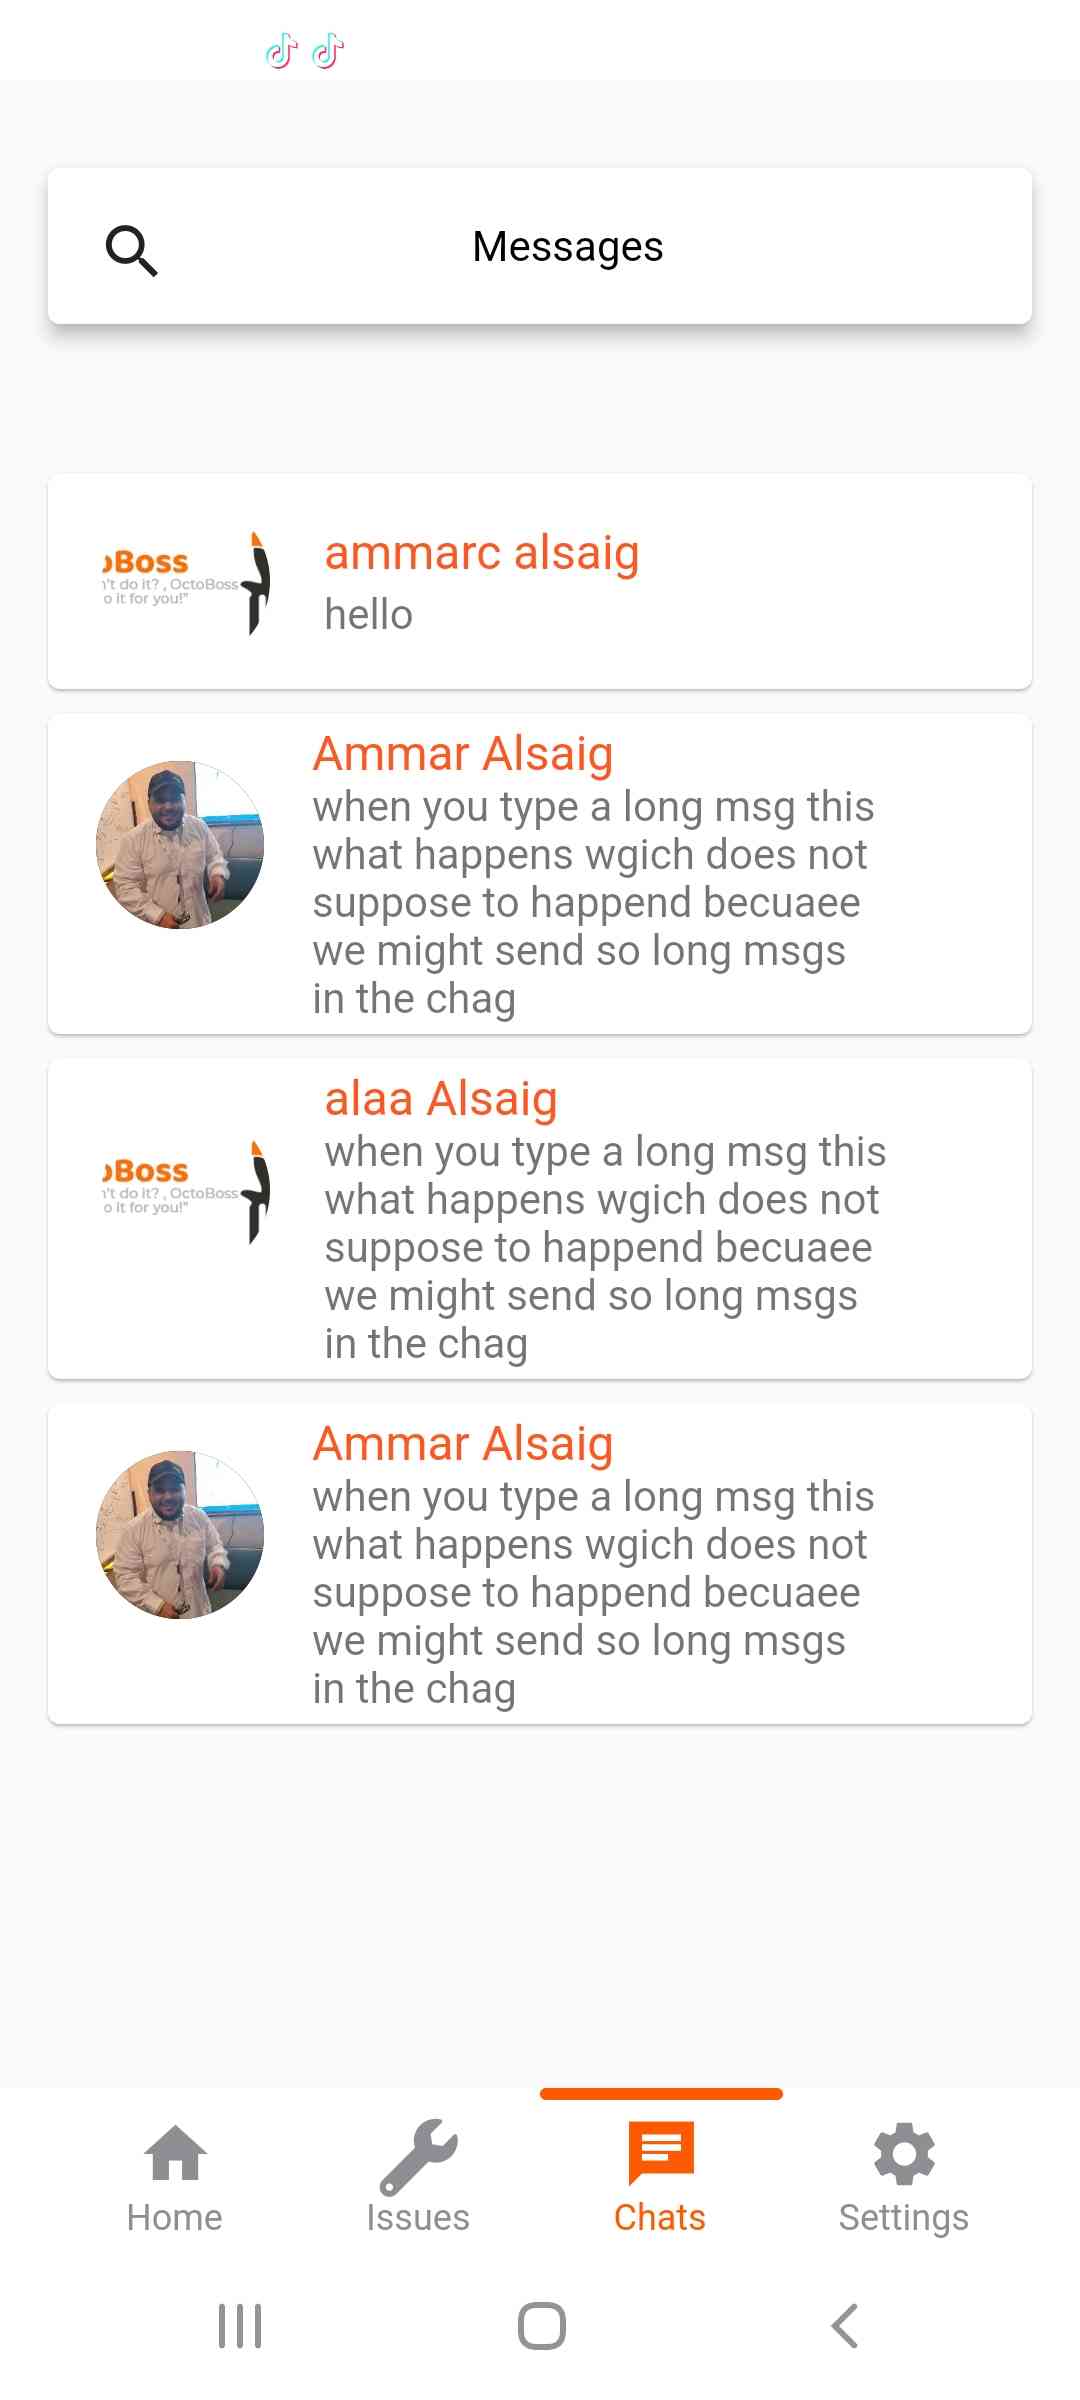 Messages
ɔBoss
't do it? , OctoBoss
o it for you!"
ammarc alsaig
hello
Ammar Alsaig
when you type a long msg this
what happens wgich does not
suppose to happend becuaee
we might send so long msgs
in the chag
alaa Alsaig
ɔBoss
't do it? , OctoBoss
o it for you!"
when you type a long msg this
what happens wgich does not
suppose to happend becuaee
we might send so long msgs
in the chag
Ammar Alsaig
when you type a long msg this
what happens wgich does not
suppose to happend becuaee
we might send so long msgs
in the chag
Home
Issues
Chats
Settings